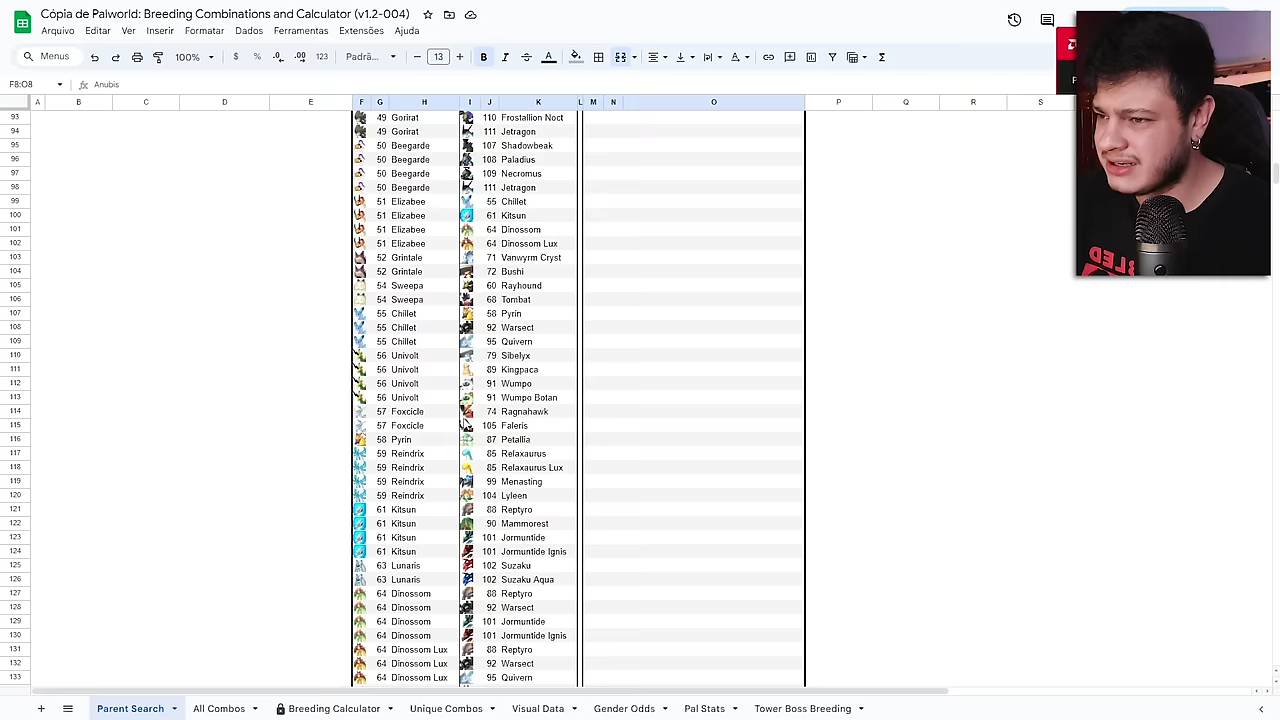 Cópia de Palworld: Breeding Combinations and Calculator (v1.2-004)
Arquivo Editar Ver Inserir Formatar Dados Ferramentas Extensões Ajuda
Menus 100% $ % .0 .00 123 Padrã... 13 B I A
F8:O8 fx Anubis
A B C D E F G H I J K L M N O P Q R S
93 49 Gorirat 110 Frostallion Noct
94 49 Gorirat 111 Jetragon
95 50 Beegarde 107 Shadowbeak
96 50 Beegarde 108 Paladius
97 50 Beegarde 109 Necromus
98 50 Beegarde 111 Jetragon
99 51 Elizabee 55 Chillet
100 51 Elizabee 61 Kitsun
101 51 Elizabee 64 Dinossom
102 51 Elizabee 64 Dinossom Lux
103 52 Grintale 71 Vanwyrm Cryst
104 52 Grintale 72 Bushi
105 54 Sweepa 60 Rayhound
106 54 Sweepa 68 Tombat
107 55 Chillet 58 Pyrin
108 55 Chillet 92 Warsect
109 55 Chillet 95 Quivern
110 56 Univolt 79 Sibelyx
111 56 Univolt 89 Kingpaca
112 56 Univolt 91 Wumpo
113 56 Univolt 91 Wumpo Botan
114 57 Foxcicle 74 Ragnahawk
115 57 Foxcicle 105 Faleris
116 58 Pyrin 87 Petallia
117 59 Reindrix 85 Relaxaurus
118 59 Reindrix 85 Relaxaurus Lux
119 59 Reindrix 99 Menasting
120 59 Reindrix 104 Lyleen
121 61 Kitsun 88 Reptyro
122 61 Kitsun 90 Mammorest
123 61 Kitsun 101 Jormuntide
124 61 Kitsun 101 Jormuntide Ignis
125 63 Lunaris 102 Suzaku
126 63 Lunaris 102 Suzaku Aqua
127 64 Dinossom 88 Reptyro
128 64 Dinossom 92 Warsect
129 64 Dinossom 101 Jormuntide
130 64 Dinossom 101 Jormuntide Ignis
131 64 Dinossom Lux 88 Reptyro
132 64 Dinossom Lux 92 Warsect
133 64 Dinossom Lux 95 Quivern
Parent Search All Combos Breeding Calculator Unique Combos Visual Data Gender Odds Pal Stats Tower Boss Breeding